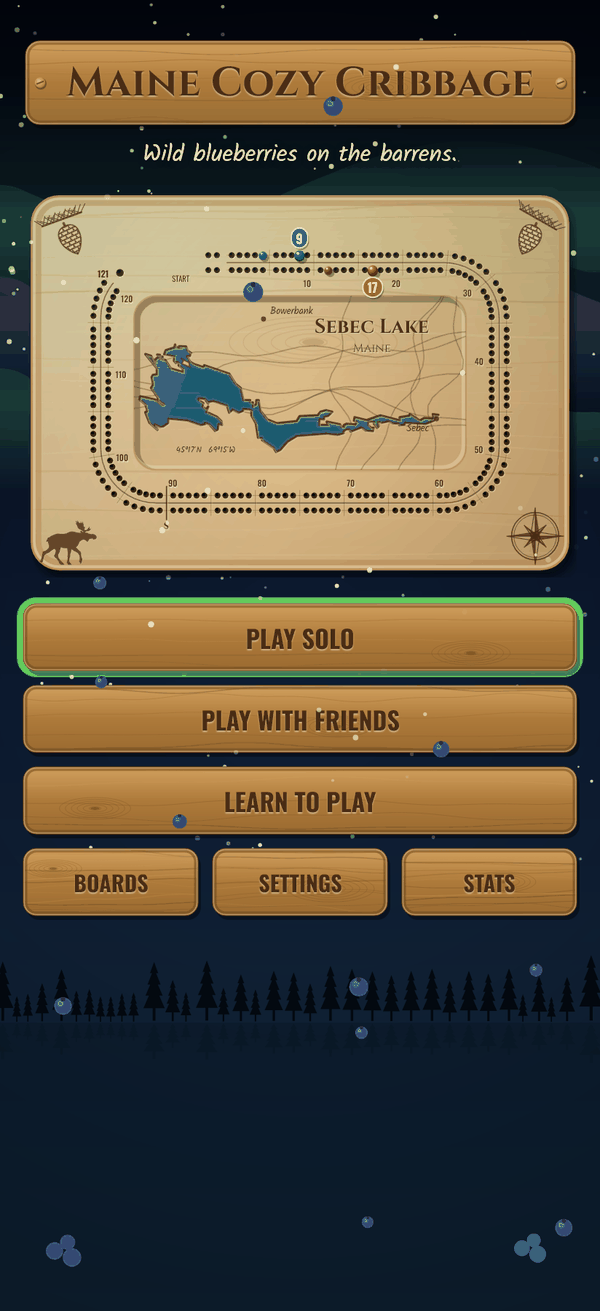 MAINE COZY CRIBBAGE
Wild blueberries on the barrens.
9
121
START
10
17
20
30
120
Bowerbank
SEBEC LAKE
MAINE
40
110
Sebec
45°17'N 69°15'W
100
50
90
80
70
60
S
PLAY SOLO
PLAY WITH FRIENDS
LEARN TO PLAY
BOARDS
SETTINGS
STATS